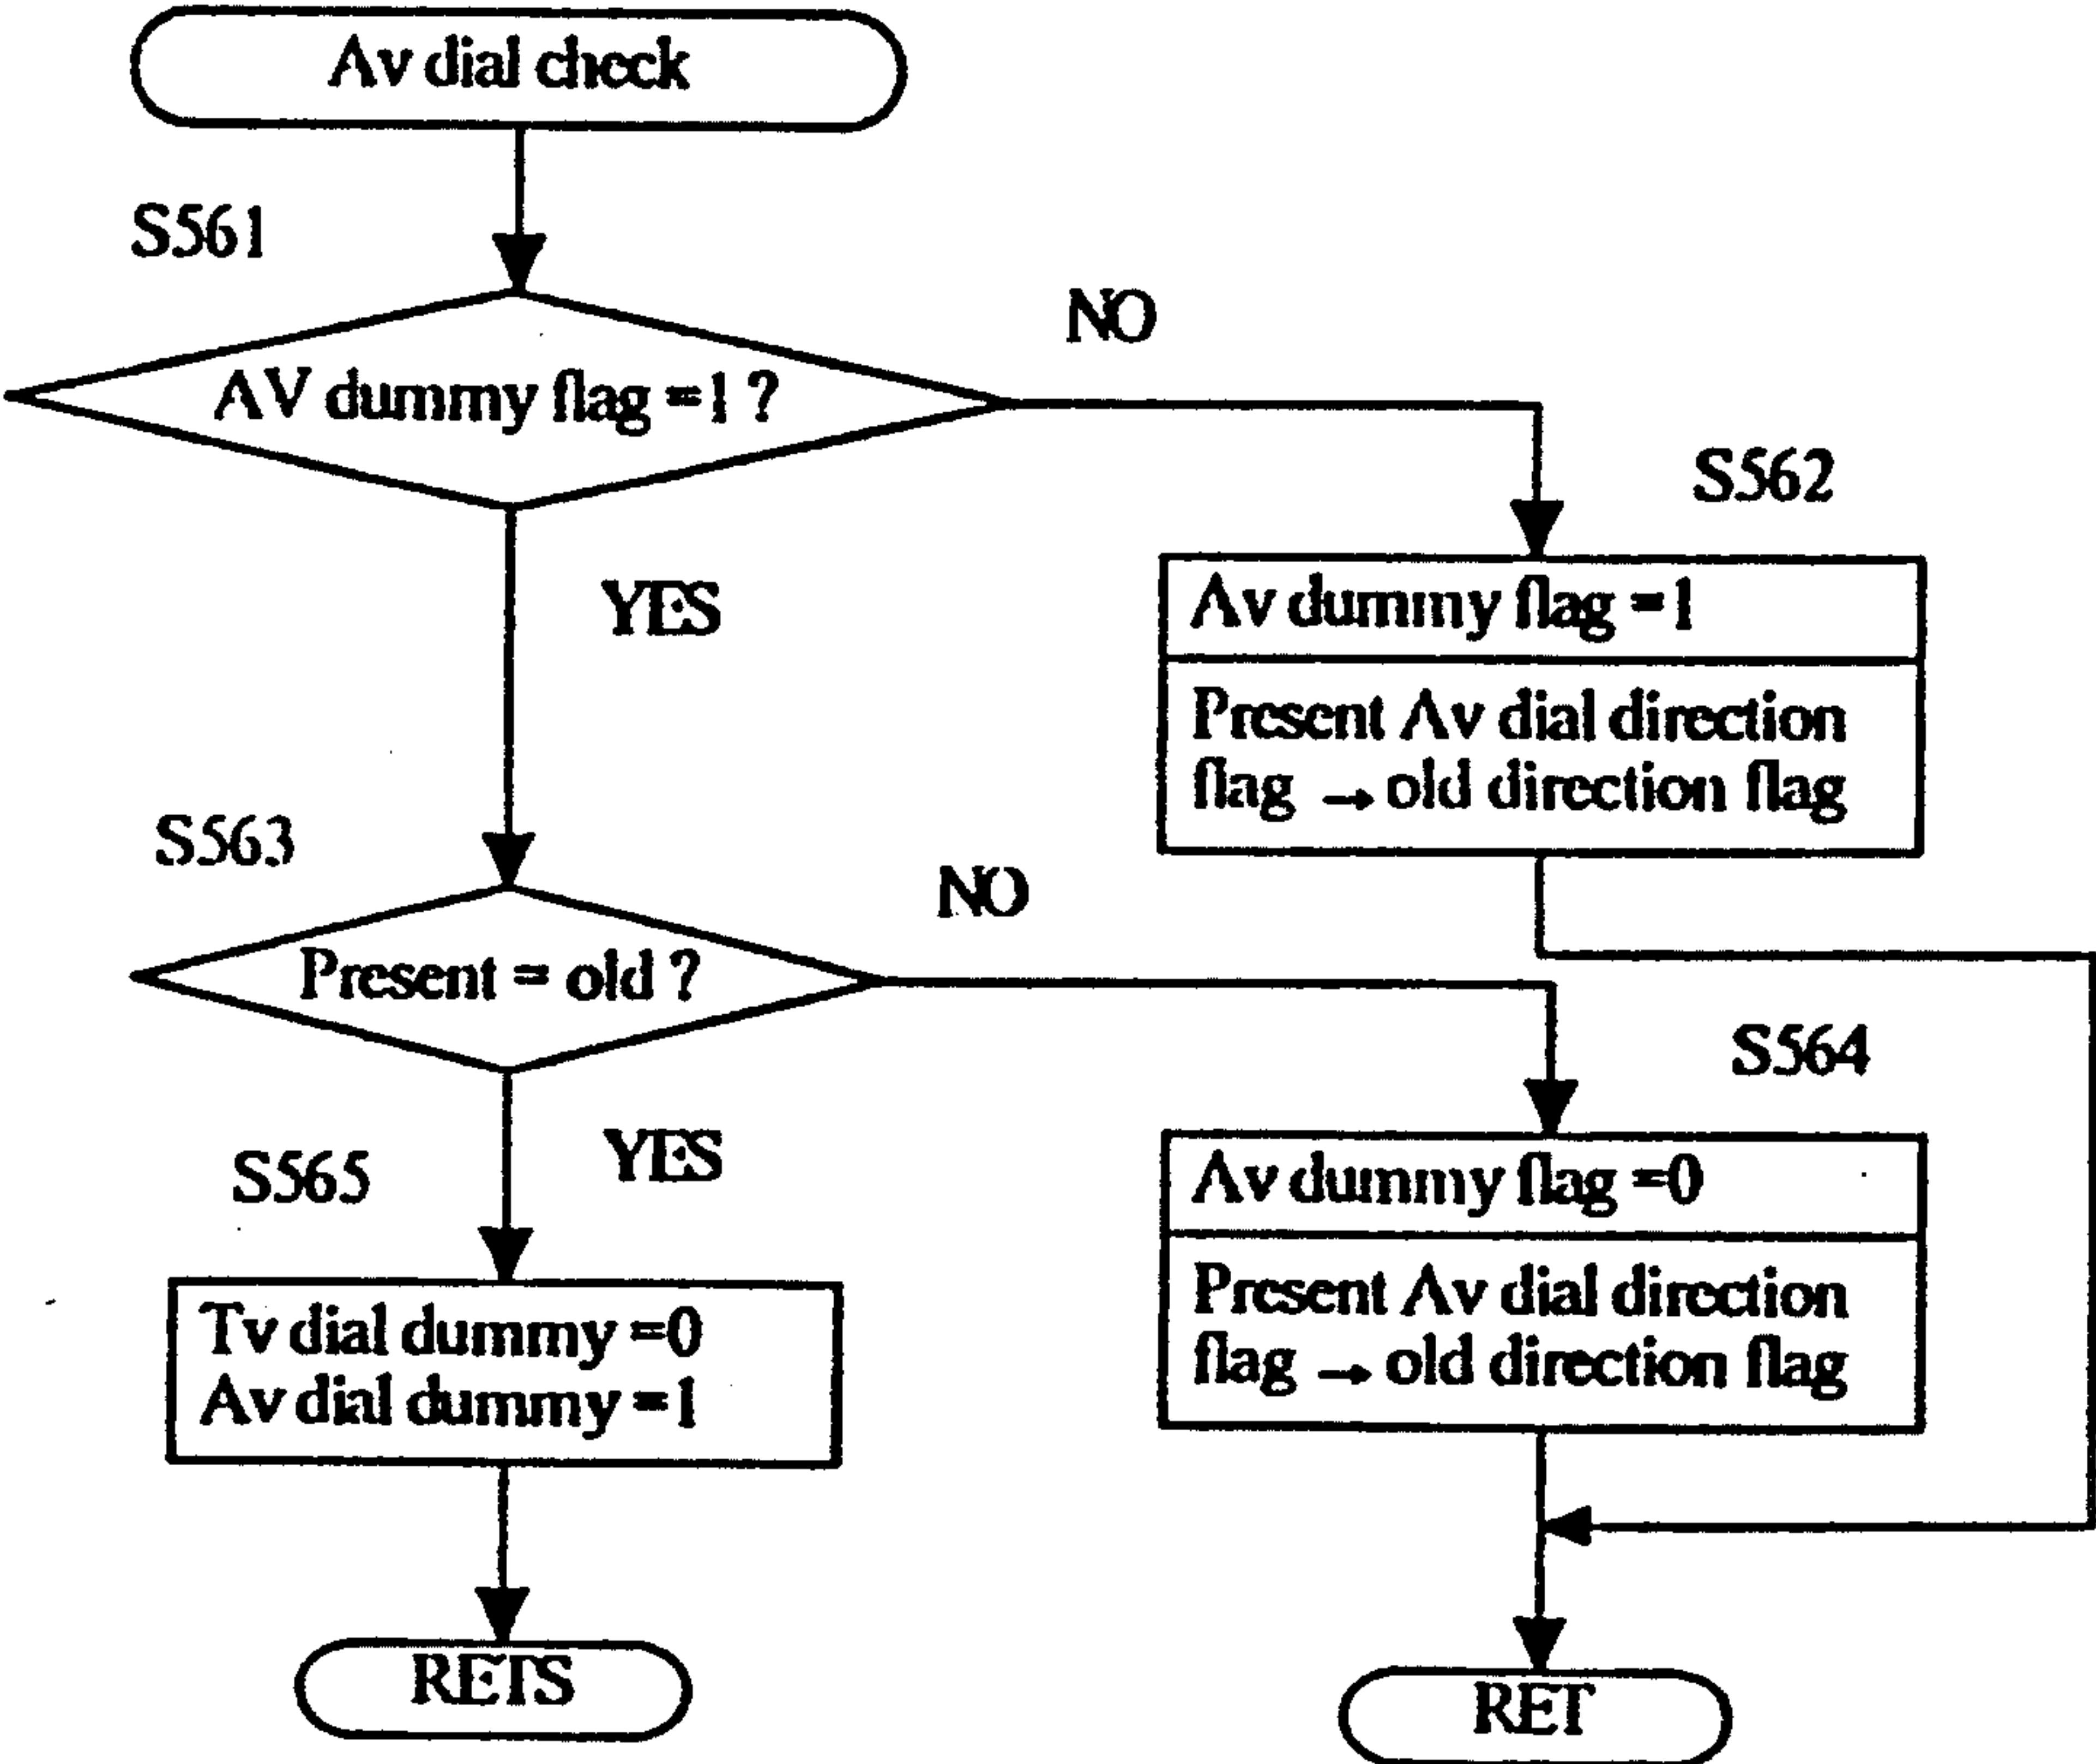 Av dial check
S561
AV dummy flag =1 ?
NO
YES
S562
Av dummy flag =1
Present Av dial direction
flag → old direction flag
S563
Present = old ?
NO
YES
S564
Av dummy flag =0
Present Av dial direction
flag → old direction flag
S565
Tv dial dummy =0
Av dial dummy =1
RETS
RET